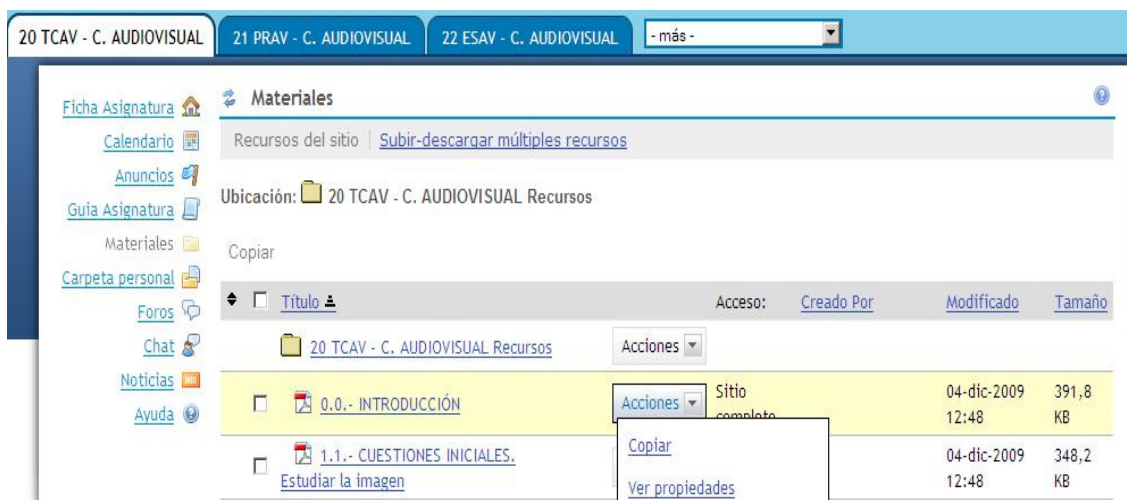 20 TCAV - C. AUDIOVISUAL 21 PRAV - C. AUDIOVISUAL 22 ESAV - C. AUDIOVISUAL - más -
Ficha Asignatura
Calendario
Anuncios
Guia Asignatura
Materiales
Carpeta personal
Foros
Chat
Noticias
Ayuda
Materiales
Recursos del sitio | Subir-descargar múltiples recursos
Ubicación: 20 TCAV - C. AUDIOVISUAL Recursos
Copiar
Título Acceso: Creado Por Modificado Tamaño
20 TCAV - C. AUDIOVISUAL Recursos Acciones
0.0.- INTRODUCCIÓN Acciones Sitio completo 04-dic-2009 12:48 391,8 KB
Copiar
Ver propiedades
1.1.- CUESTIONES INICIALES.
Estudiar la imagen
04-dic-2009 12:48 348,2 KB